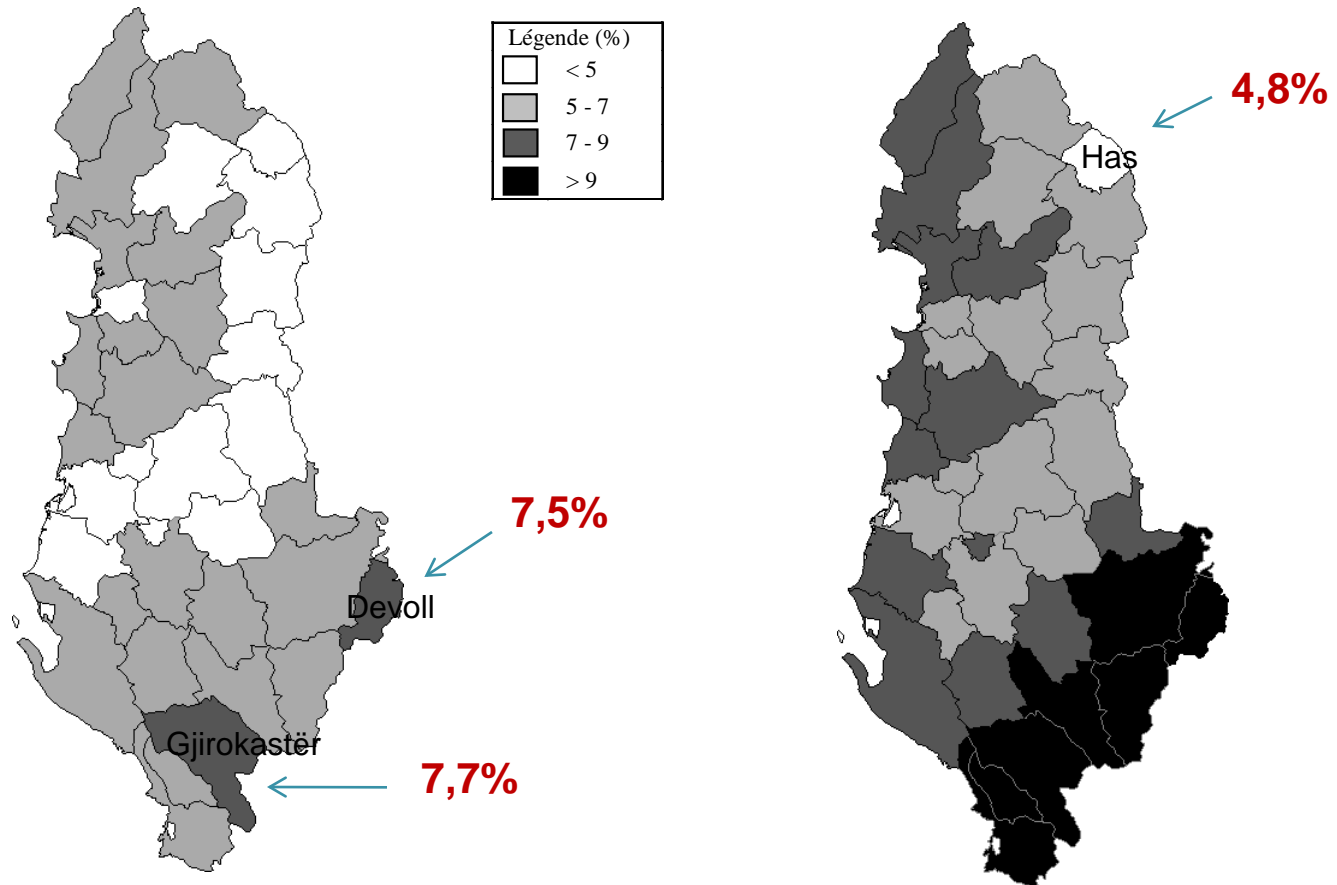 Légende (%)
< 5
5 - 7
7 - 9
> 9
4,8%
Has
7,5%
Devoll
Gjirokastër
7,7%